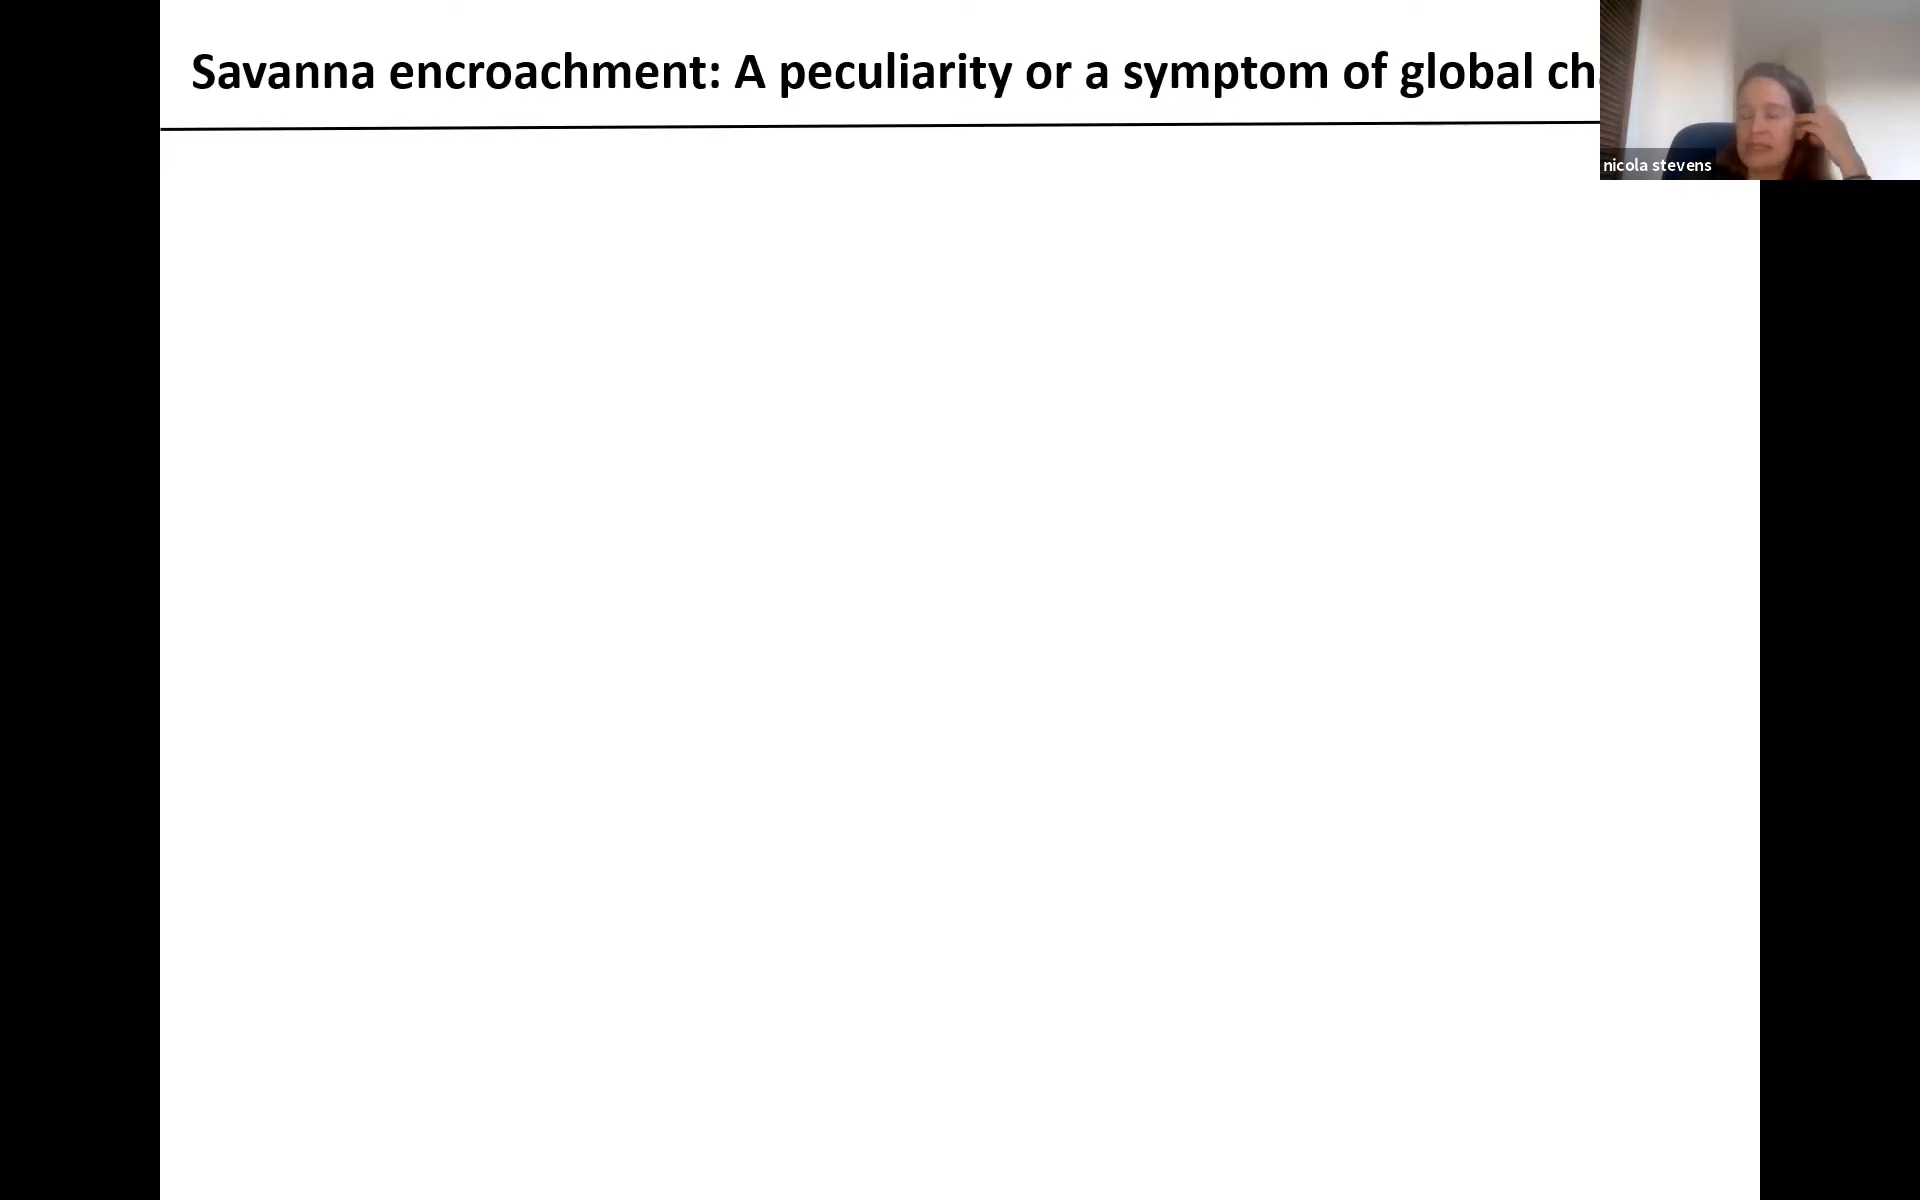 Savanna encroachment: A peculiarity or a symptom of global ch
nicola stevens